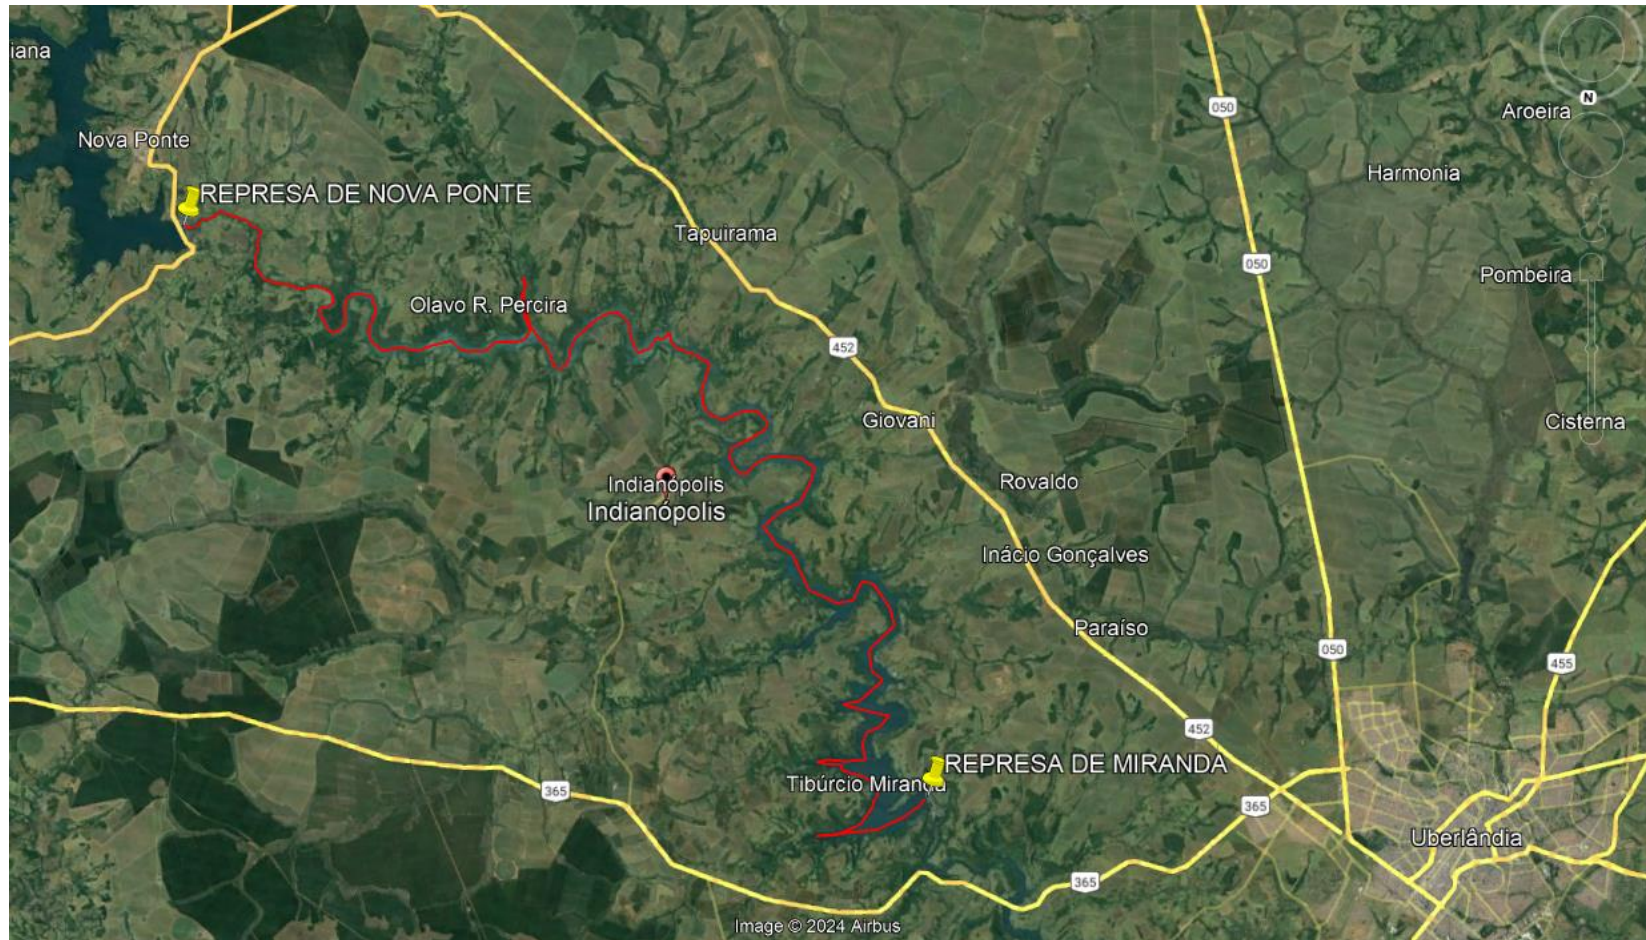 iana
050
Aroeira
Nova Ponte
N
Harmonia
REPRESA DE NOVA PONTE
Tapuirama
050
Pombeira
Olavo R. Percira
452
Giovani
Cisterna
Indianópolis
Rovaldo
Indianópolis
Inácio Gonçalves
Paraíso
050
455
452
REPRESA DE MIRANDA
Tibúrcio Miranda
365
365
Uberlândia
365
Image © 2024 Airbus